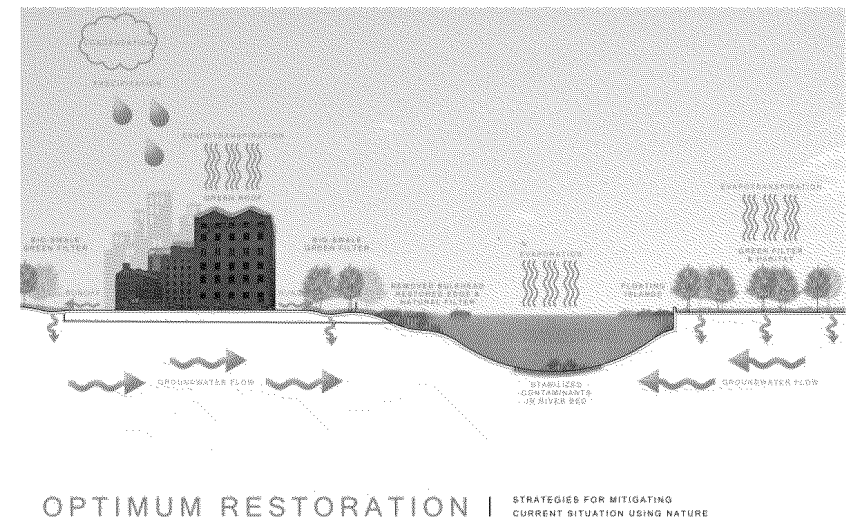 CONDENSATION
PRECIPITATION
EVAPOTRANSPIRATION
GREEN ROOF
EVAPOTRANSPIRATION
BIO SWALE
GREEN FILTER
BIO SWALE
GREEN FILTER
EVAPORATION
GREEN FILTER
& HABITAT
REMOVED BULKHEAD
RESTORED EDGE &
NATURAL FILTER
FLOATING
ISLANDS
GROUNDWATER FLOW
STABILIZED
CONTAMINANTS
IN RIVER BED
GROUNDWATER FLOW
OPTIMUM RESTORATION
STRATEGIES FOR MITIGATING
CURRENT SITUATION USING NATURE